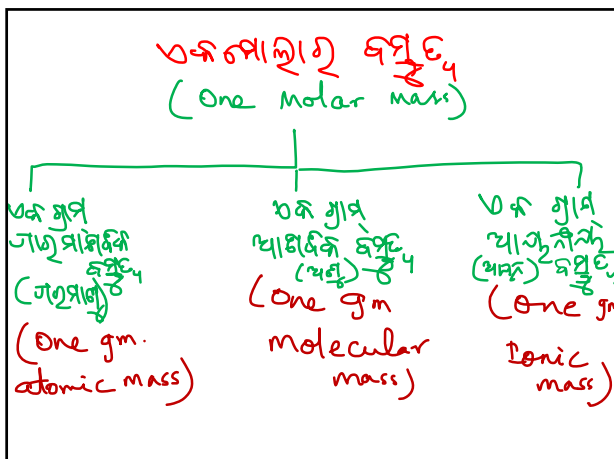 ଏକ ମୋଲାର ବସ୍ତୁତ୍ୱ
(One Molar Mass)
ଏକ ଗ୍ରାମ
ପରମାଣବିକ
ବସ୍ତୁତ୍ୱ
(ପରମାଣୁ)
(One gm.
atomic mass)
ଏକ ଗ୍ରାମ
ଆଣବିକ ବସ୍ତୁତ୍ୱ
(ଅଣୁ)
(One gm
Molecular
mass)
ଏକ ଗ୍ରାମ
(ଆୟନ) ବସ୍ତୁତ୍ୱ
(One gm
Ionic
mass)